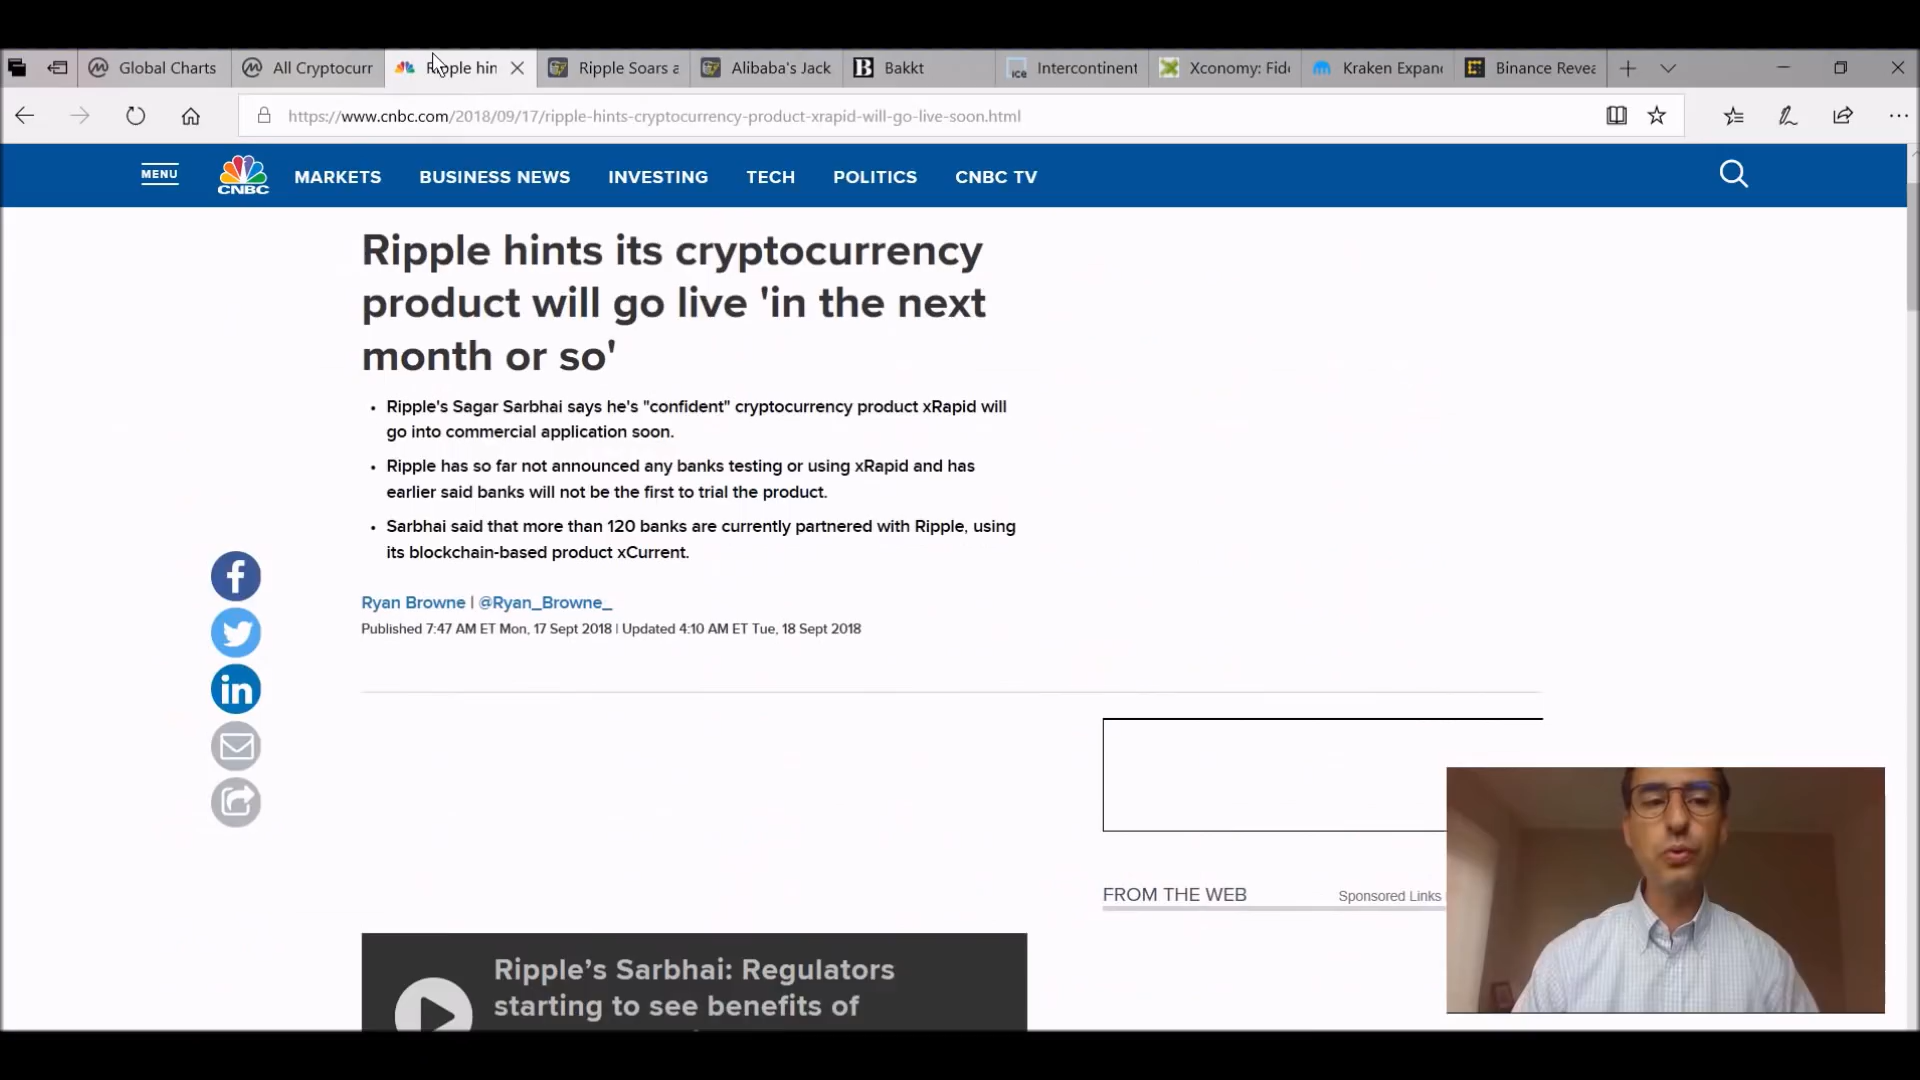 Global Charts
All Cryptocurr
Ripple hin
Ripple Soars a
Alibaba's Jack
Bakkt
Intercontinent
Xconomy: Fid
Kraken Expan
Binance Revea
https://www.cnbc.com/2018/09/17/ripple-hints-cryptocurrency-product-xrapid-will-go-live-soon.html
MENU
CNBC
MARKETS
BUSINESS NEWS
INVESTING
TECH
POLITICS
CNBC TV
Ripple hints its cryptocurrency
product will go live 'in the next
month or so'
Ripple's Sagar Sarbhai says he's "confident" cryptocurrency product xRapid will
go into commercial application soon.
Ripple has so far not announced any banks testing or using xRapid and has
earlier said banks will not be the first to trial the product.
Sarbhai said that more than 120 banks are currently partnered with Ripple, using
its blockchain-based product xCurrent.
Ryan Browne | @Ryan_Browne_
Published 7:47 AM ET Mon, 17 Sept 2018 | Updated 4:10 AM ET Tue, 18 Sept 2018
FROM THE WEB
Sponsored Links
Ripple’s Sarbhai: Regulators
starting to see benefits of